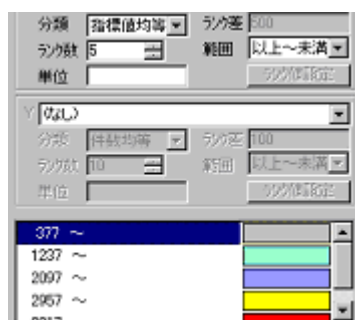 分類 指標値均等 ランク差 500
ランク数 5 範囲 以上～未満
単位 ランク値設定
Y (なし)
分類 件数均等 ランク差 100
ランク数 10 範囲 以上～未満
単位 ランク値設定
377 ～
1237 ～
2097 ～
2957 ～